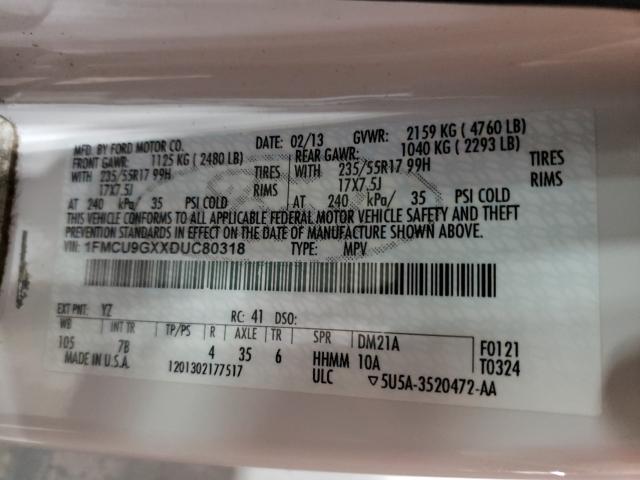 MFD. BY FORD MOTOR CO. DATE: 02/13 GVWR: 2159 KG ( 4760 LB)
FRONT GAWR: 1125 KG ( 2480 LB) REAR GAWR: 1040 KG ( 2293 LB)
WITH 235/55R17 99H TIRES WITH 235/55R17 99H TIRES
17X7.5J RIMS 17X7.5J RIMS
AT 240 kPa/ 35 PSI COLD AT 240 kPa/ 35 PSI COLD
THIS VEHICLE CONFORMS TO ALL APPLICABLE FEDERAL MOTOR VEHICLE SAFETY AND THEFT
PREVENTION STANDARDS IN EFFECT ON THE DATE OF MANUFACTURE SHOWN ABOVE.
VIN: 1FMCU9GXXDUC80318 TYPE: MPV
EXT PNT: YZ RC: 41 DSO:
WB INT TR TP/PS R AXLE TR SPR DM21A F0121
105 7B 4 35 6 HHMM 10A T0324
MADE IN U.S.A. 1201302177517 ULC ▽5U5A-3520472-AA